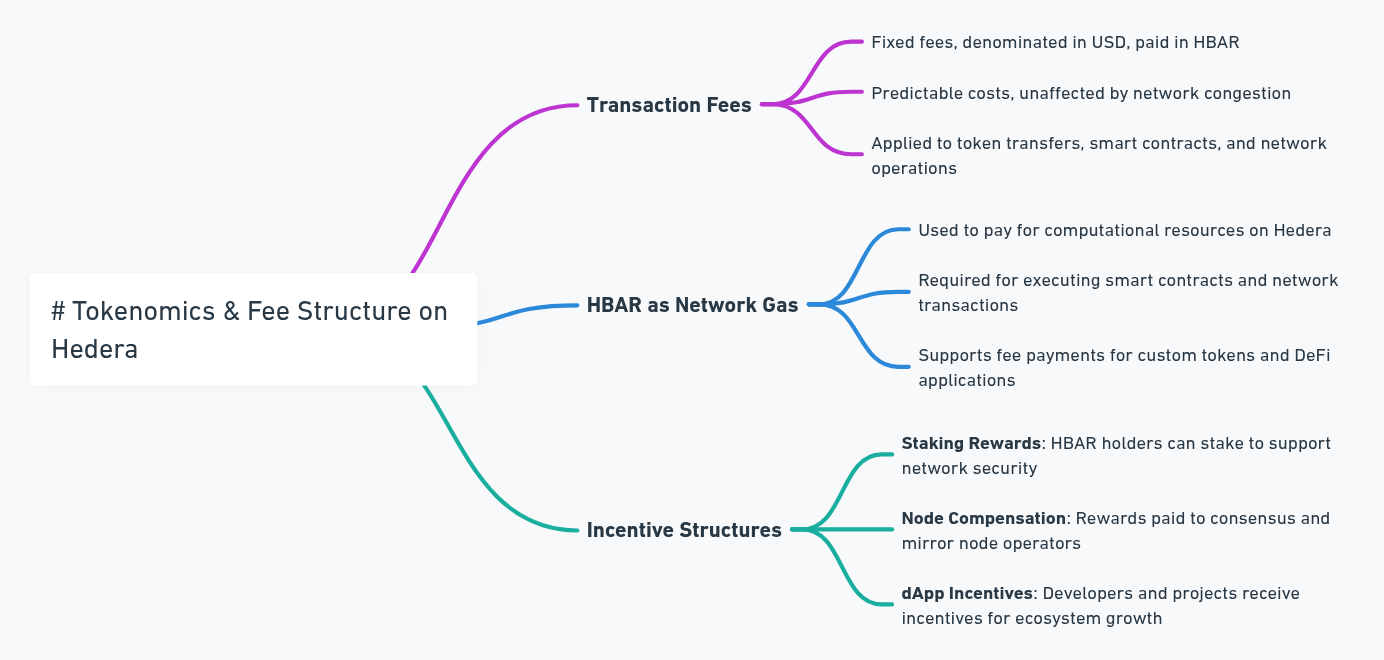 # Tokenomics & Fee Structure on
Hedera
Transaction Fees
Fixed fees, denominated in USD, paid in HBAR
Predictable costs, unaffected by network congestion
Applied to token transfers, smart contracts, and network
operations
HBAR as Network Gas
Used to pay for computational resources on Hedera
Required for executing smart contracts and network
transactions
Supports fee payments for custom tokens and DeFi
applications
Incentive Structures
Staking Rewards: HBAR holders can stake to support
network security
Node Compensation: Rewards paid to consensus and
mirror node operators
dApp Incentives: Developers and projects receive
incentives for ecosystem growth